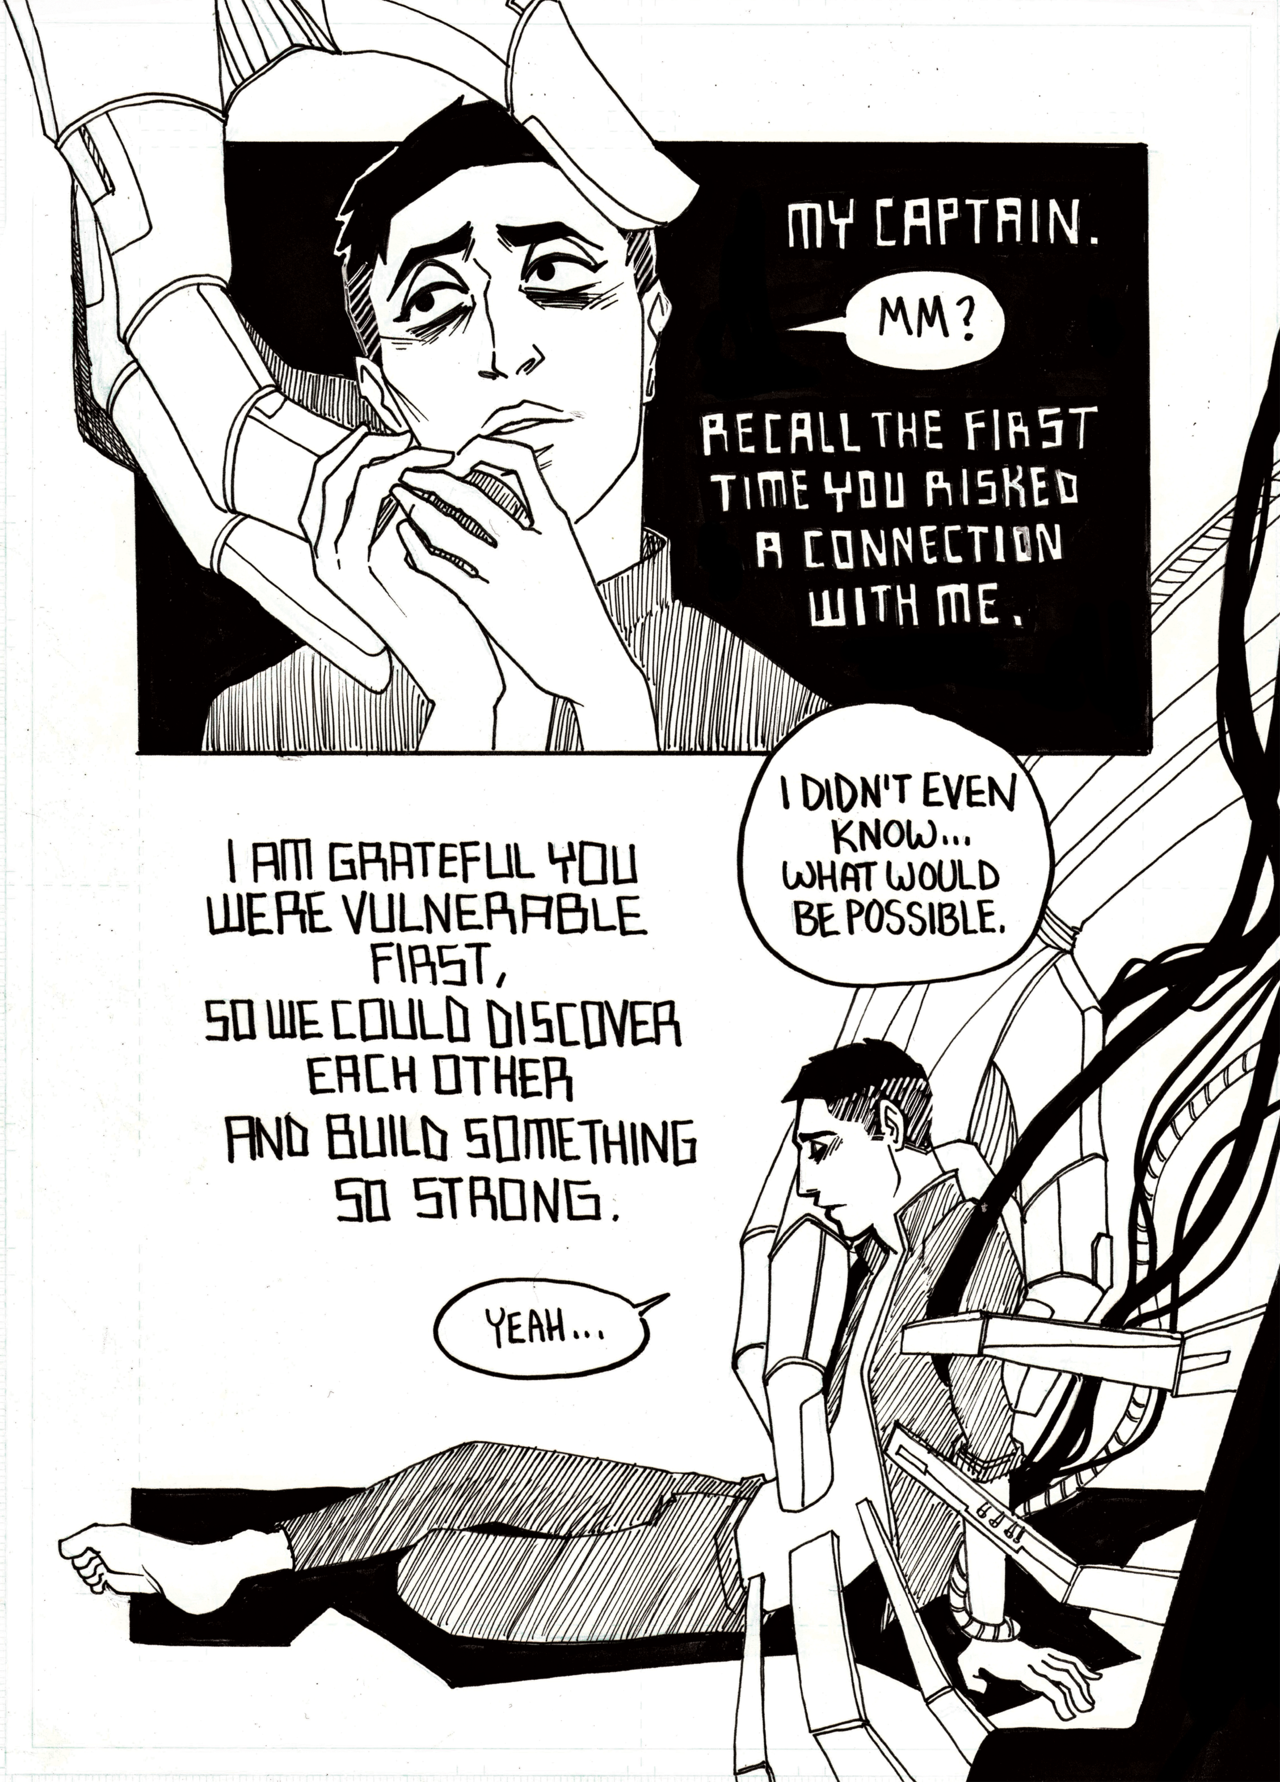 MY CAPTAIN.
MM?
RECALL THE FIRST
TIME YOU RISKED
A CONNECTION
WITH ME.
I DIDN'T EVEN
KNOW...
WHAT WOULD
BE POSSIBLE.
I AM GRATEFUL YOU
WERE VULNERABLE
FIRST,
SO WE COULD DISCOVER
EACH OTHER
AND BUILD SOMETHING
SO STRONG.
YEAH...